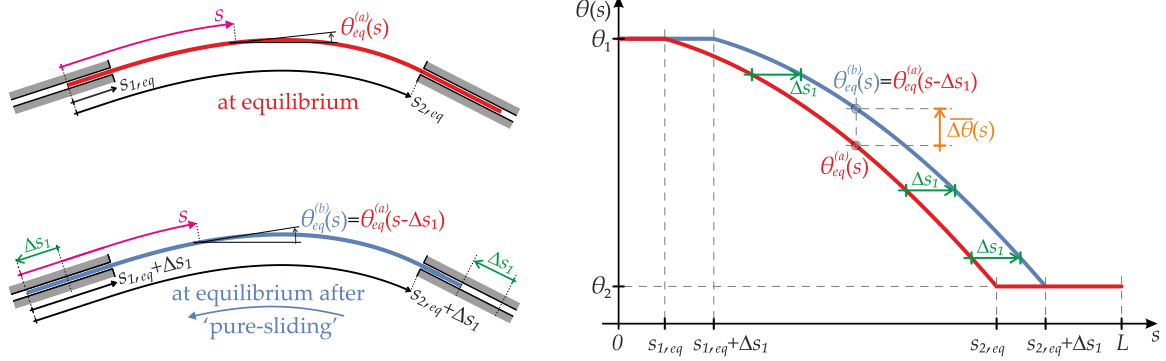 s
θ_eq^(a)(s)
s_1,eq
at equilibrium
s_2,eq
Δs_1
s
θ_eq^(b)(s)=θ_eq^(a)(s-Δs_1)
s_1,eq+Δs_1
Δs_1
at equilibrium after
'pure-sliding'
s_2,eq+Δs_1
θ(s)
θ_1
θ_eq^(b)(s)=θ_eq^(a)(s-Δs_1)
Δs_1
Δθ(s)
θ_eq^(a)(s)
Δs_1
Δs_1
θ_2
0 s_1,eq s_1,eq+Δs_1 s_2,eq s_2,eq+Δs_1 L s